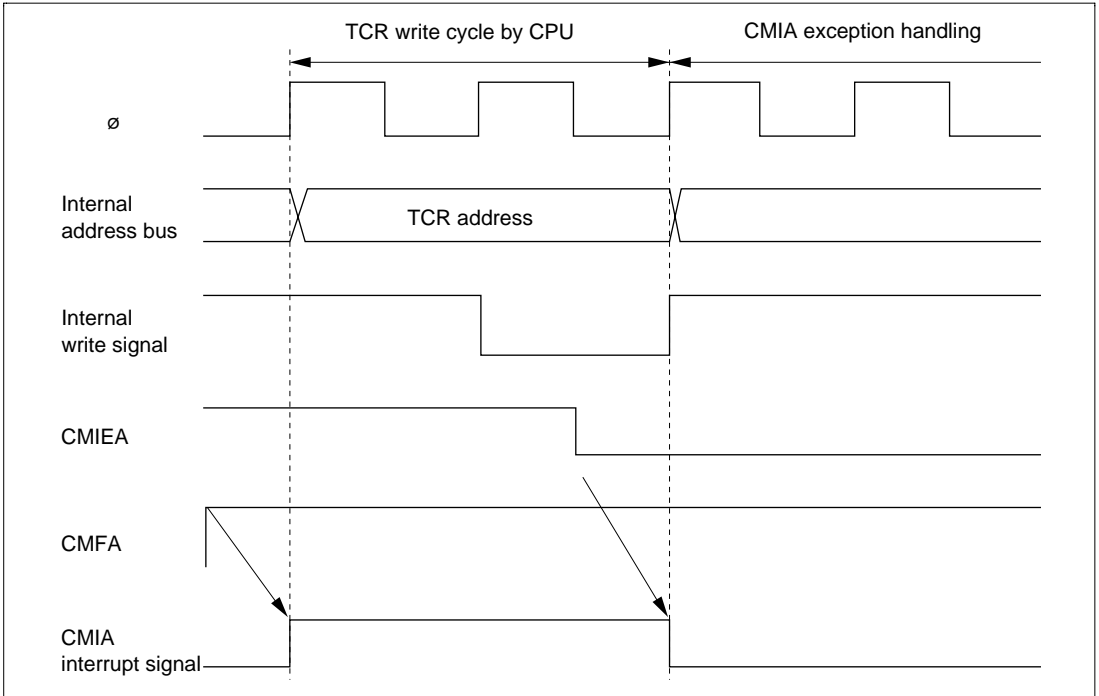 TCR write cycle by CPU
CMIA exception handling
ø
Internal
address bus
TCR address
Internal
write signal
CMIEA
CMFA
CMIA
interrupt signal